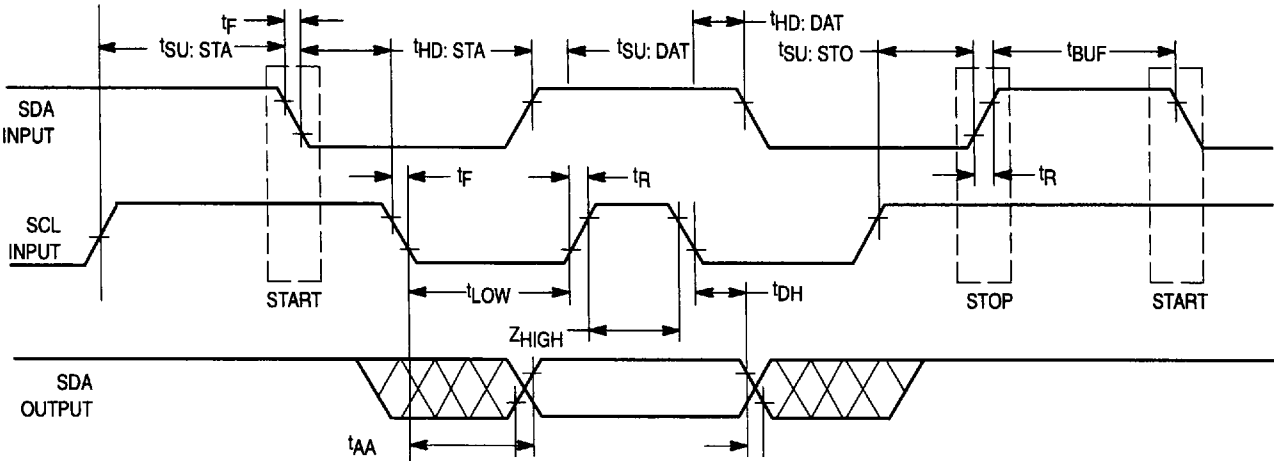 tF
tSU: STA
tHD: STA
tSU: DAT
tHD: DAT
tSU: STO
tBUF
SDA
INPUT
tF
tR
tR
SCL
INPUT
START
tLOW
tDH
STOP
START
ZHIGH
SDA
OUTPUT
tAA